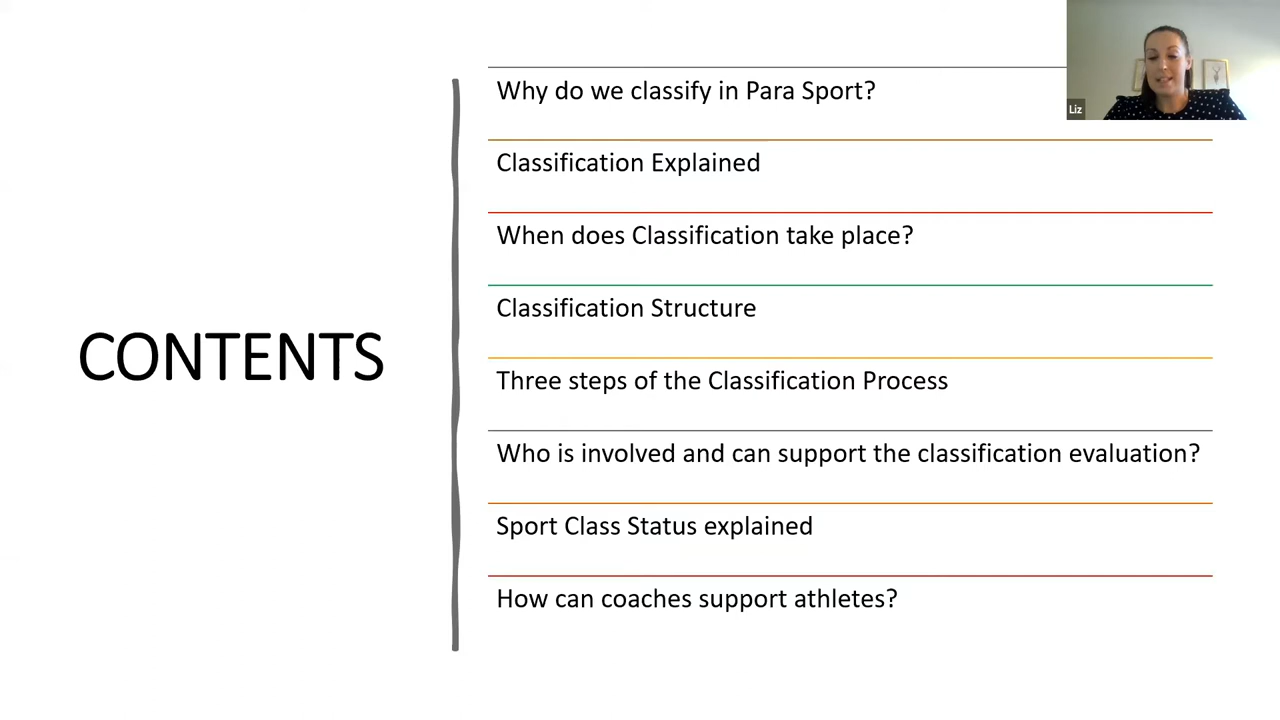 CONTENTS
Why do we classify in Para Sport?
Classification Explained
When does Classification take place?
Classification Structure
Three steps of the Classification Process
Who is involved and can support the classification evaluation?
Sport Class Status explained
How can coaches support athletes?
Liz